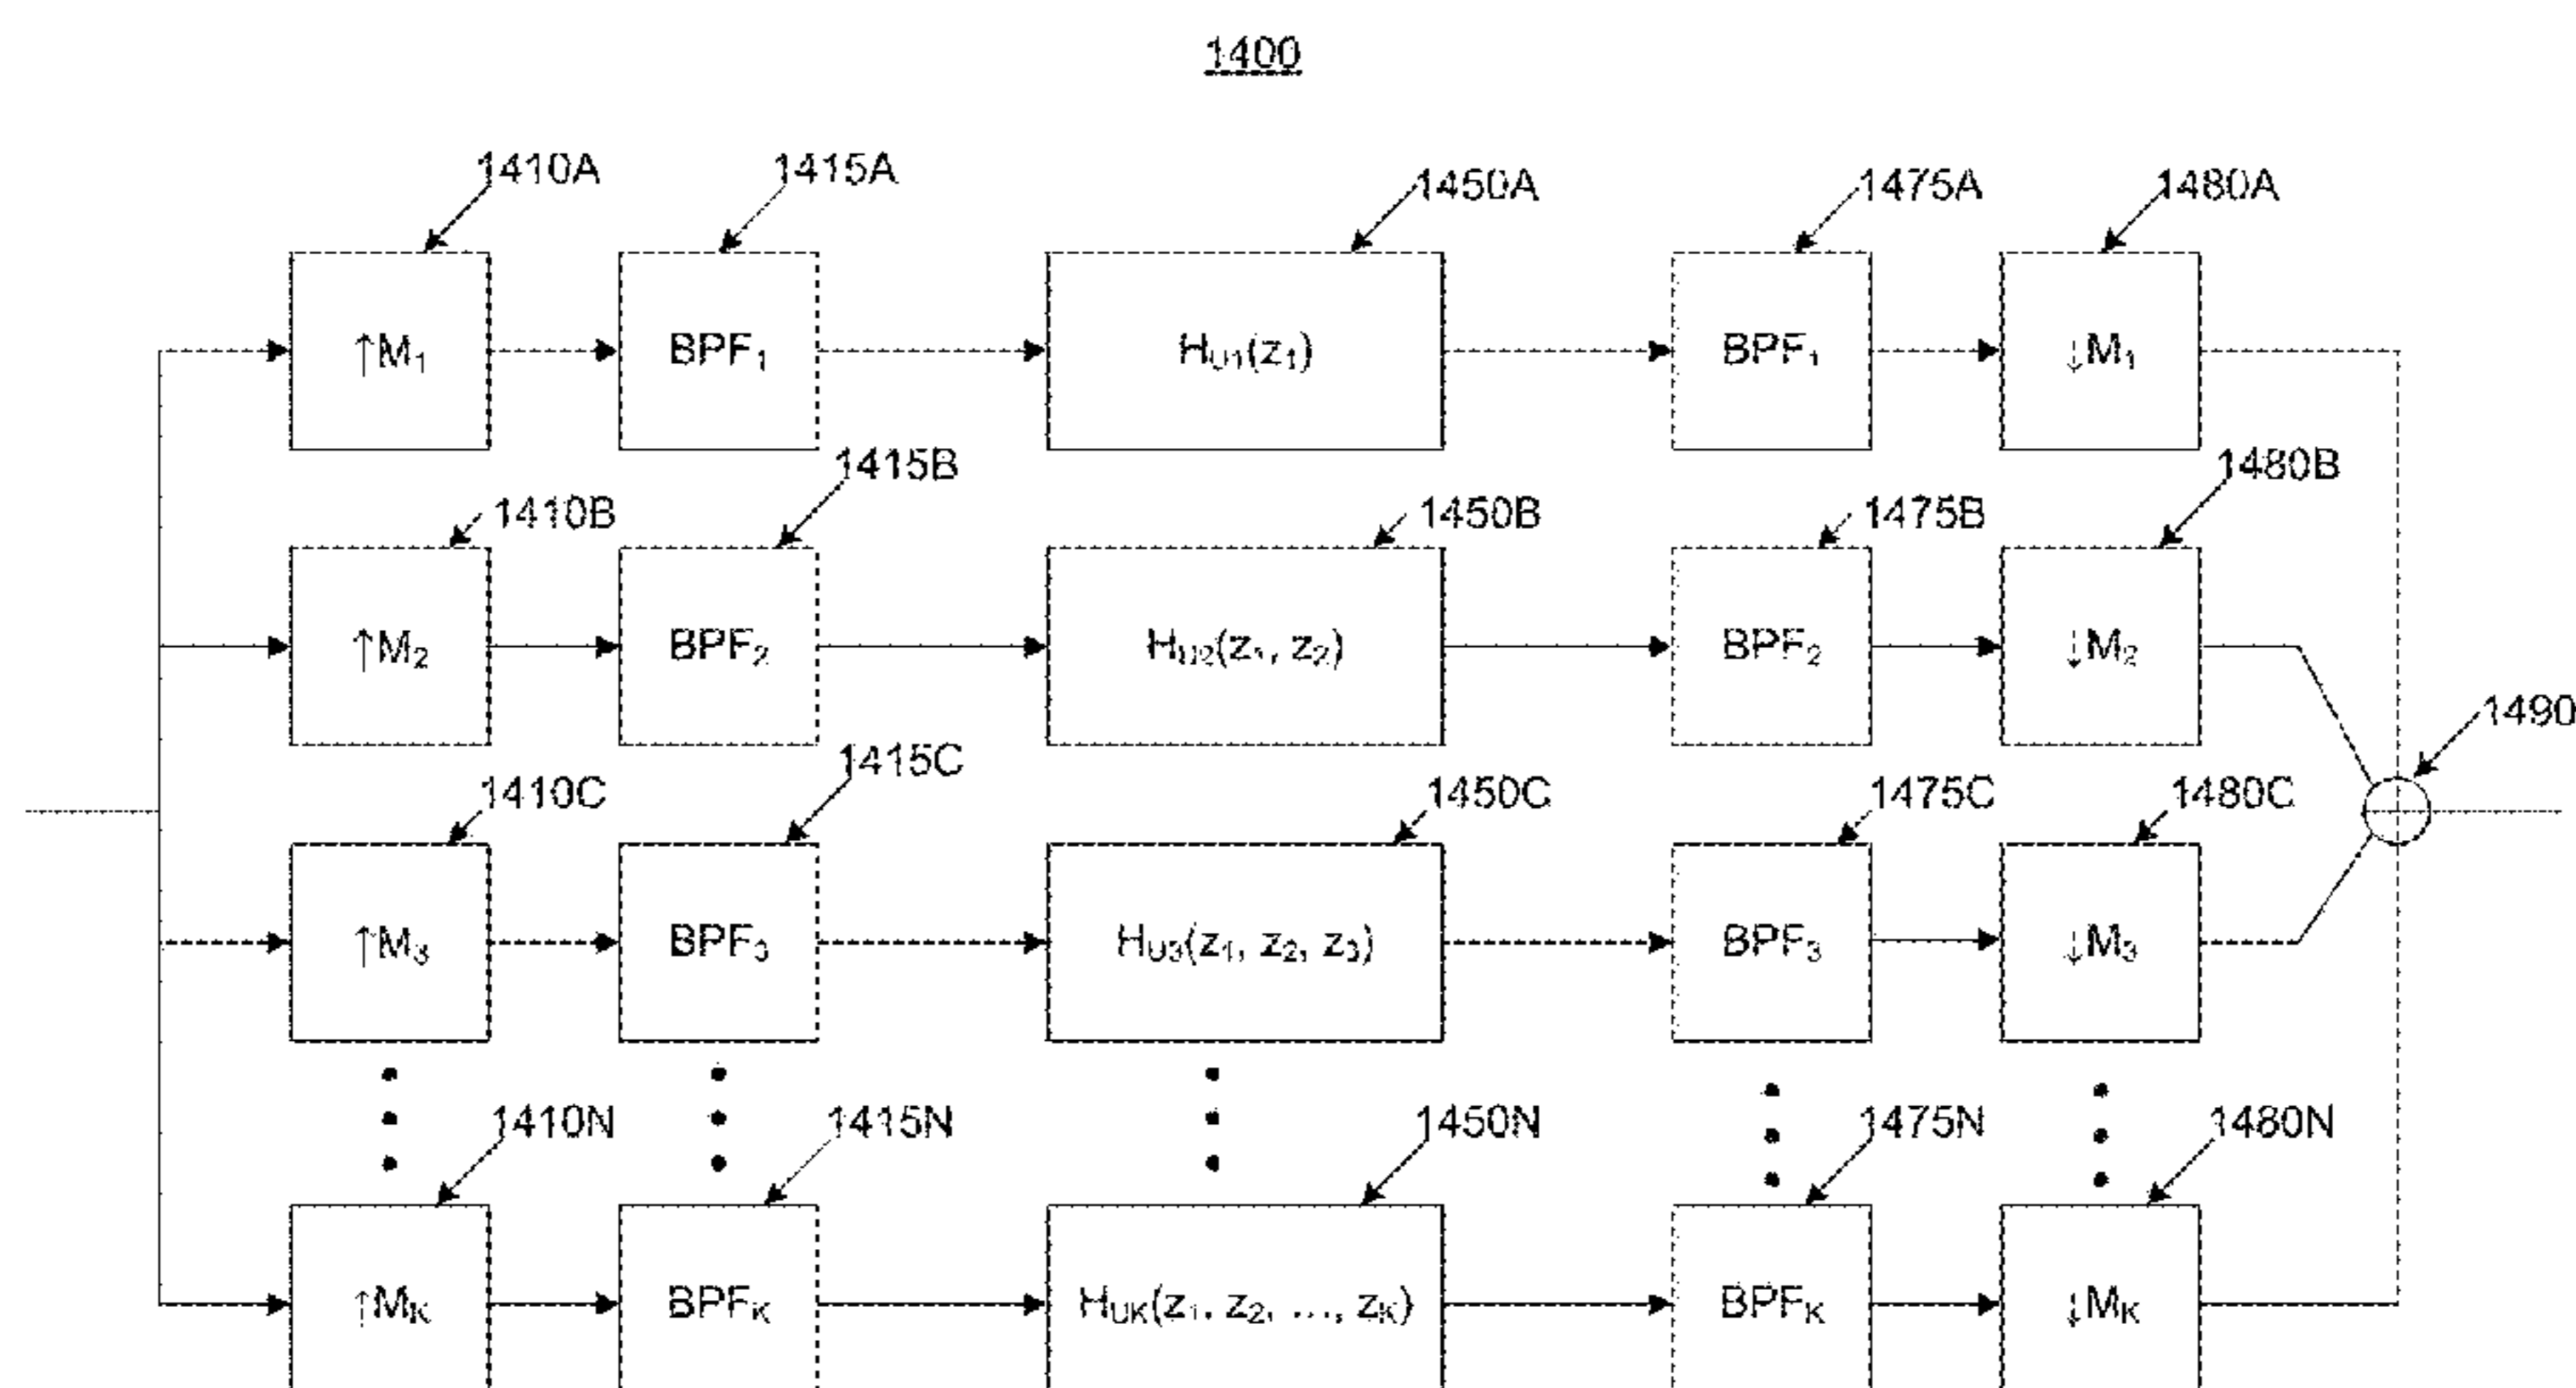 1400
1410A 1415A 1450A 1475A 1480A
↑M₁ BPF₁ H_U1(z₁) BPF₁ ↓M₁
1410B 1415B 1450B 1475B 1480B
↑M₂ BPF₂ H_U2(z₁, z₂) BPF₂ ↓M₂
1490
1410C 1415C 1450C 1475C 1480C
↑M₃ BPF₃ H_U3(z₁, z₂, z₃) BPF₃ ↓M₃
1410N 1415N 1450N 1475N 1480N
↑M_K BPF_K H_UK(z₁, z₂, ..., z_K) BPF_K ↓M_K